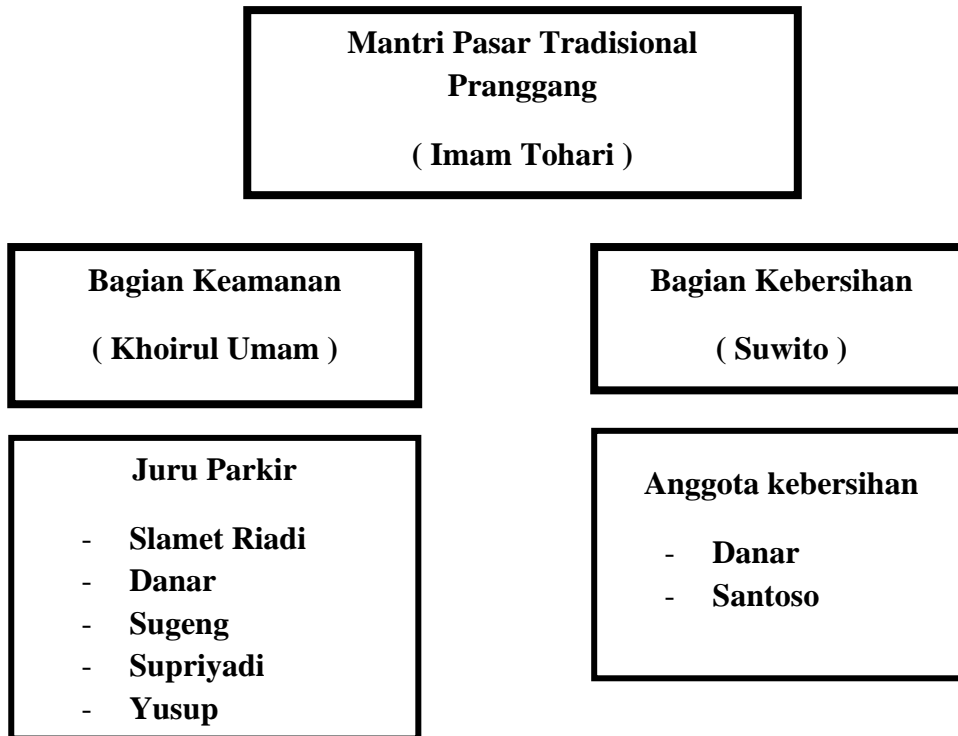 Mantri Pasar Tradisional
Pranggang
( Imam Tohari )
Bagian Keamanan
( Khoirul Umam )
Bagian Kebersihan
( Suwito )
Juru Parkir
- Slamet Riadi
- Danar
- Sugeng
- Supriyadi
- Yusup
Anggota kebersihan
- Danar
- Santoso